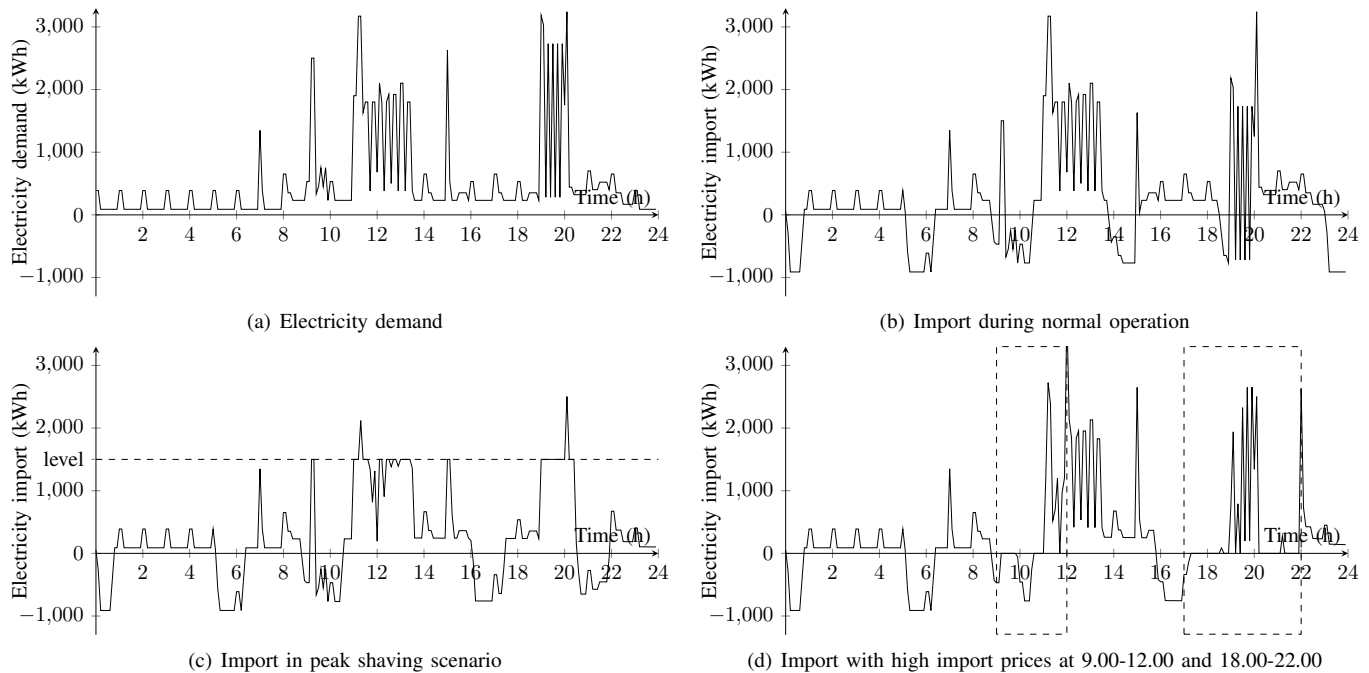 3,000
2,000
1,000
0
−1,000
Electricity demand (kWh)
2 4 6 8 10 12 14 16 18 20 22 24
Time (h)
(a) Electricity demand
3,000
2,000
1,000
0
−1,000
Electricity import (kWh)
2 4 6 8 10 12 14 16 18 20 22 24
Time (h)
(b) Import during normal operation
3,000
2,000
level
1,000
0
−1,000
Electricity import (kWh)
2 4 6 8 10 12 14 16 18 20 22 24
Time (h)
(c) Import in peak shaving scenario
3,000
2,000
1,000
0
−1,000
Electricity import (kWh)
2 4 6 8 10 12 14 16 18 20 22 24
Time (h)
(d) Import with high import prices at 9.00-12.00 and 18.00-22.00